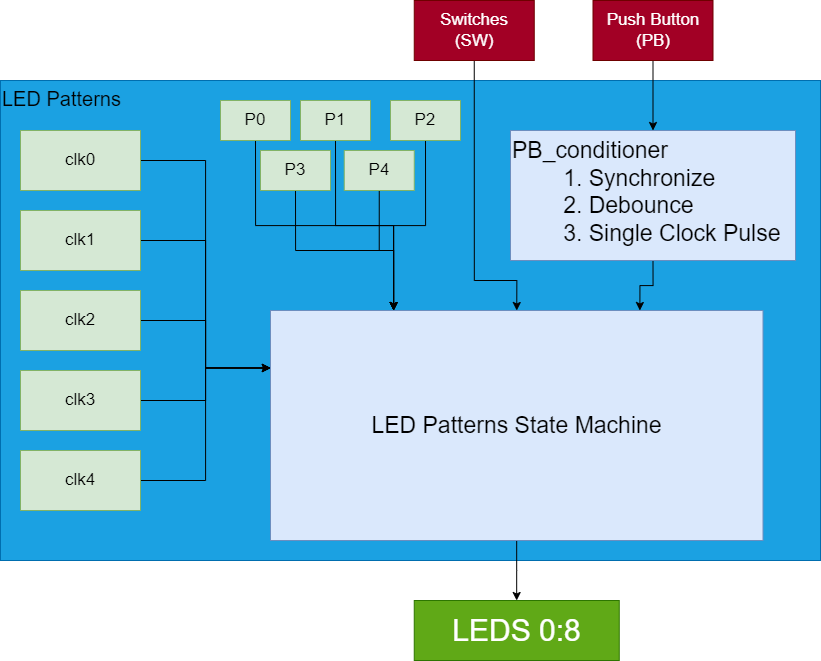 Switches
(SW)
Push Button
(PB)
LED Patterns
P0
P1
P2
P3
P4
clk0
clk1
clk2
clk3
clk4
PB_conditioner
1. Synchronize
2. Debounce
3. Single Clock Pulse
LED Patterns State Machine
LEDS 0:8